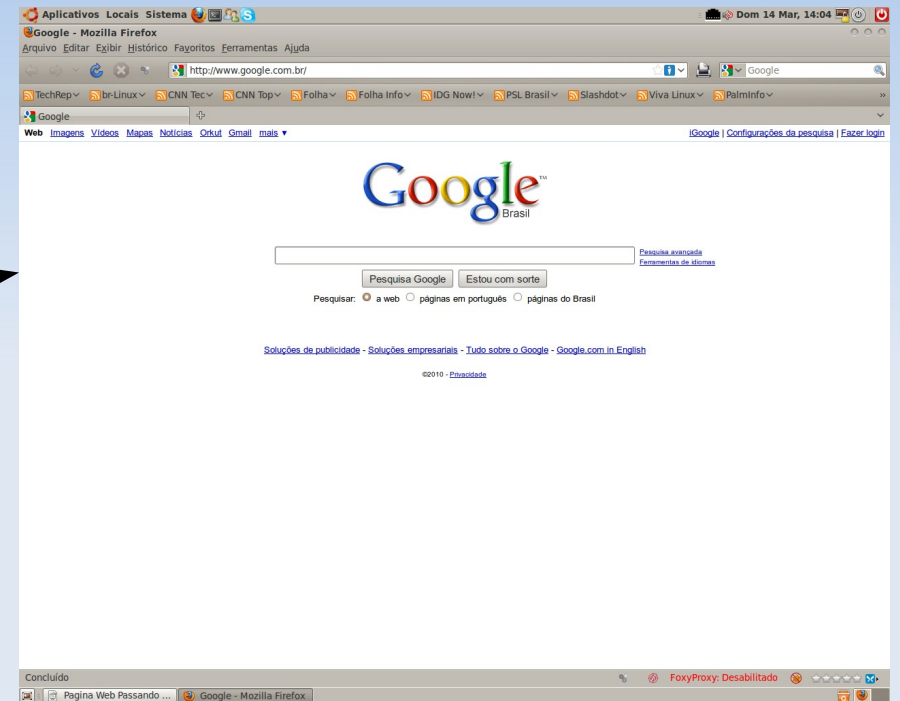 Aplicativos Locais Sistema Dom 14 Mar, 14:04
Google - Mozilla Firefox
Arquivo Editar Exibir Histórico Favoritos Ferramentas Ajuda
http://www.google.com.br/ Google
TechRep br-Linux CNN Tec CNN Top Folha Folha Info IDG Now! PSL Brasil Slashdot Viva Linux PalmInfo »
Google
Web Imagens Vídeos Mapas Notícias Orkut Gmail mais ▼ iGoogle | Configurações da pesquisa | Fazer login
Google™
Brasil
Pesquisa avançada
Ferramentas de idiomas
Pesquisa Google Estou com sorte
Pesquisar: a web páginas em português páginas do Brasil
Soluções de publicidade - Soluções empresariais - Tudo sobre o Google - Google.com in English
©2010 - Privacidade
Concluído FoxyProxy: Desabilitado
Pagina Web Passando ... Google - Mozilla Firefox